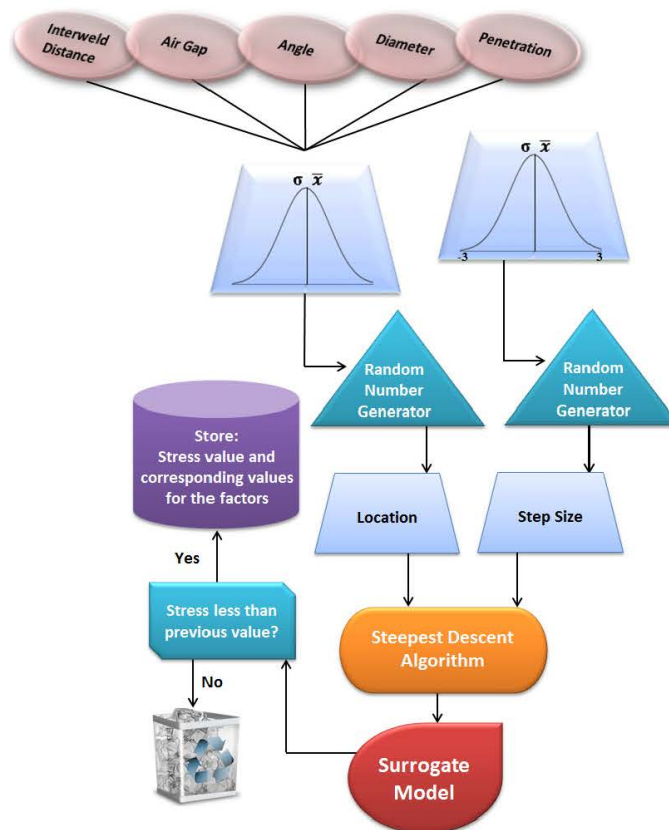 Interweld
Distance
Air Gap
Angle
Diameter
Penetration
σ x̅
σ x̅
-3
3
Random
Number
Generator
Random
Number
Generator
Store:
Stress value and
corresponding values
for the factors
Location
Step Size
Yes
Stress less than
previous value?
Steepest Descent
Algorithm
No
Surrogate
Model